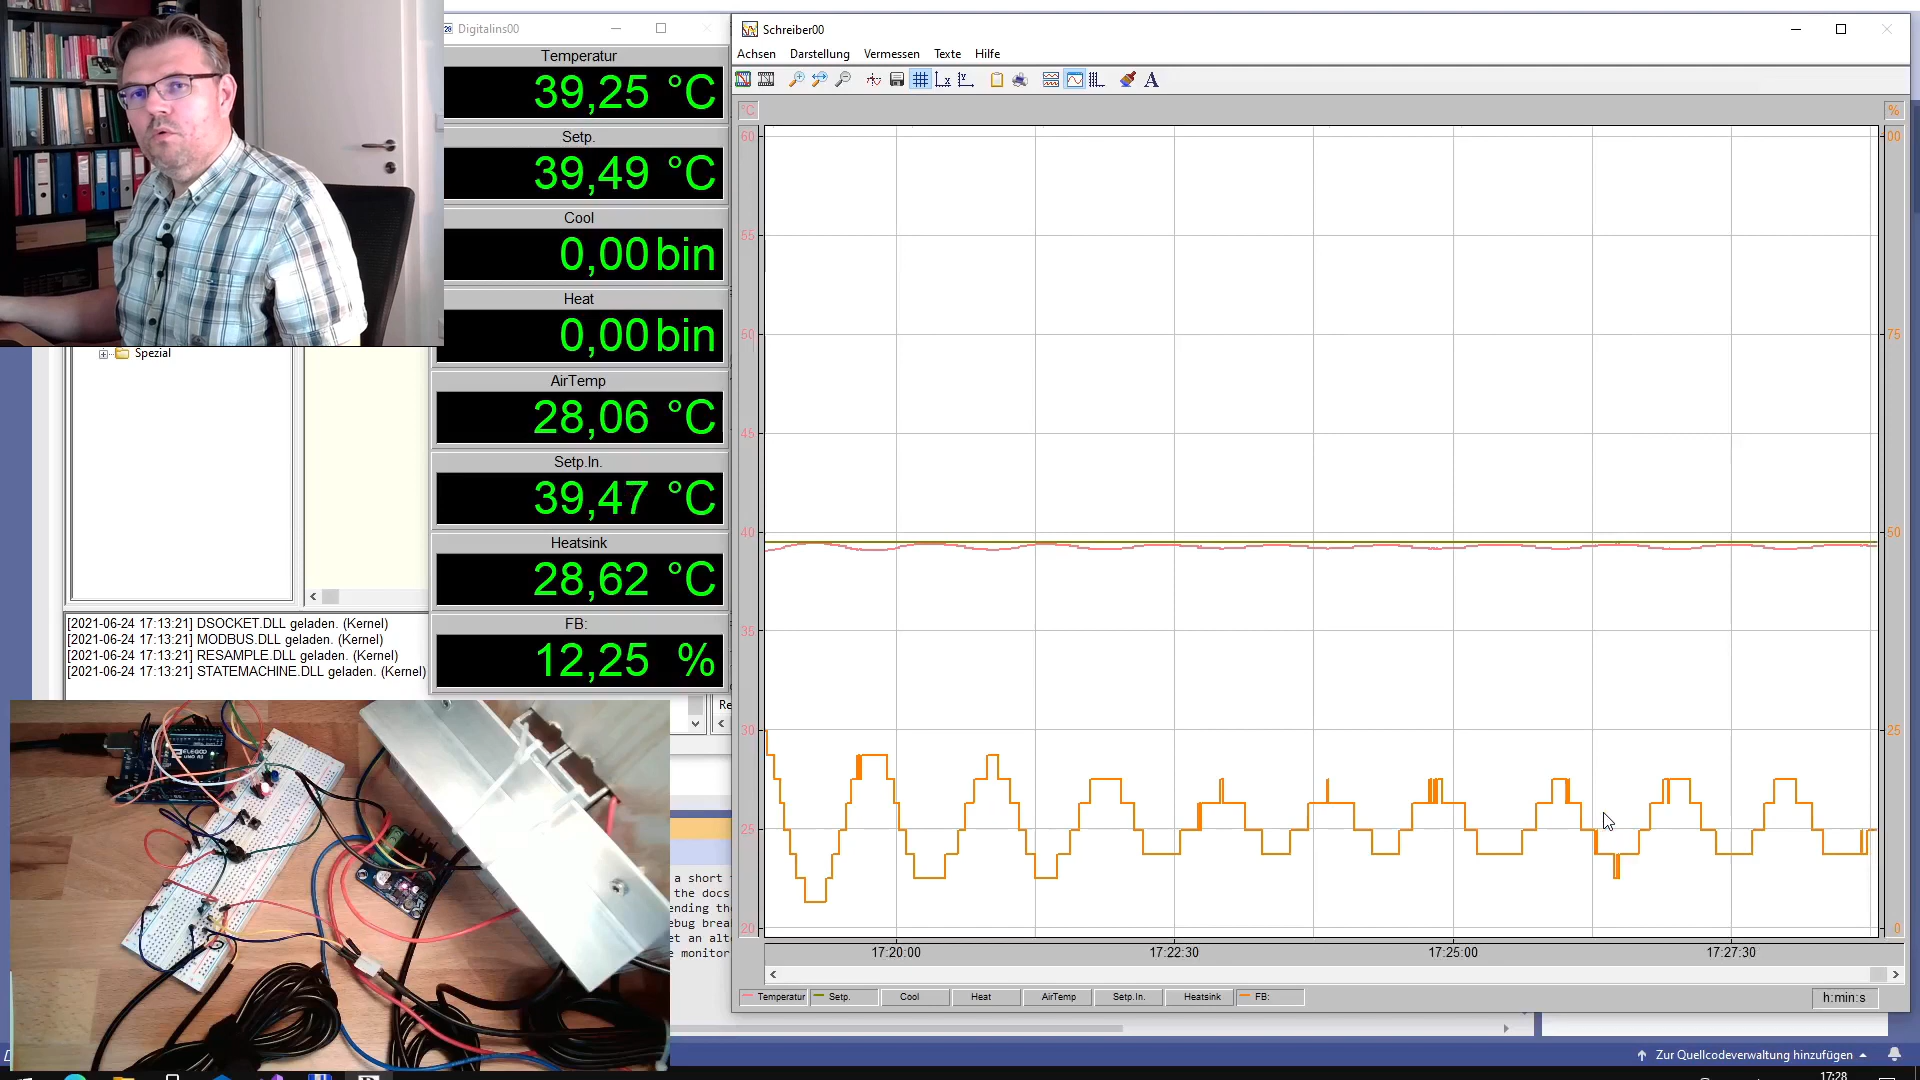 Digitalins00
Temperatur
39,25 °C
Setp.
39,49 °C
Cool
0,00 bin
Heat
0,00 bin
AirTemp
28,06 °C
Setp.In.
39,47 °C
Heatsink
28,62 °C
FB:
12,25 %
Spezial
[2021-06-24 17:13:21] DSOCKET.DLL geladen. (Kernel)
[2021-06-24 17:13:21] MODBUS.DLL geladen. (Kernel)
[2021-06-24 17:13:21] RESAMPLE.DLL geladen. (Kernel)
[2021-06-24 17:13:21] STATEMACHINE.DLL geladen. (Kernel)
Re
ELEGOO
UNO R3
a short
the docs
ending th
ebug brea
et an alt
e monitor
Schreiber00
Achsen Darstellung Vermessen Texte Hilfe
°C
%
60
55
50
45
40
35
30
25
20
00
75
50
25
0
17:20:00 17:22:30 17:25:00 17:27:30
Temperatur Setp. Cool Heat AirTemp Setp.In. Heatsink FB:
h:min:s
Zur Quellcodeverwaltung hinzufügen
17:28